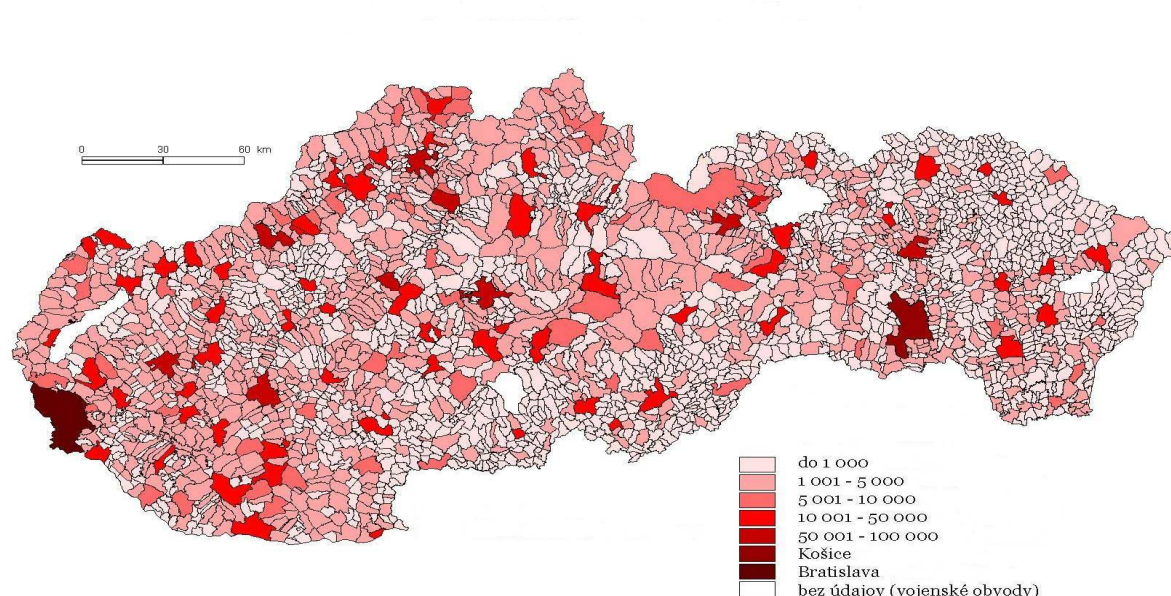 0 30 60 km
do 1 000
1 001 - 5 000
5 001 - 10 000
10 001 - 50 000
50 001 - 100 000
Košice
Bratislava
bez údajov (vojenské obvody)